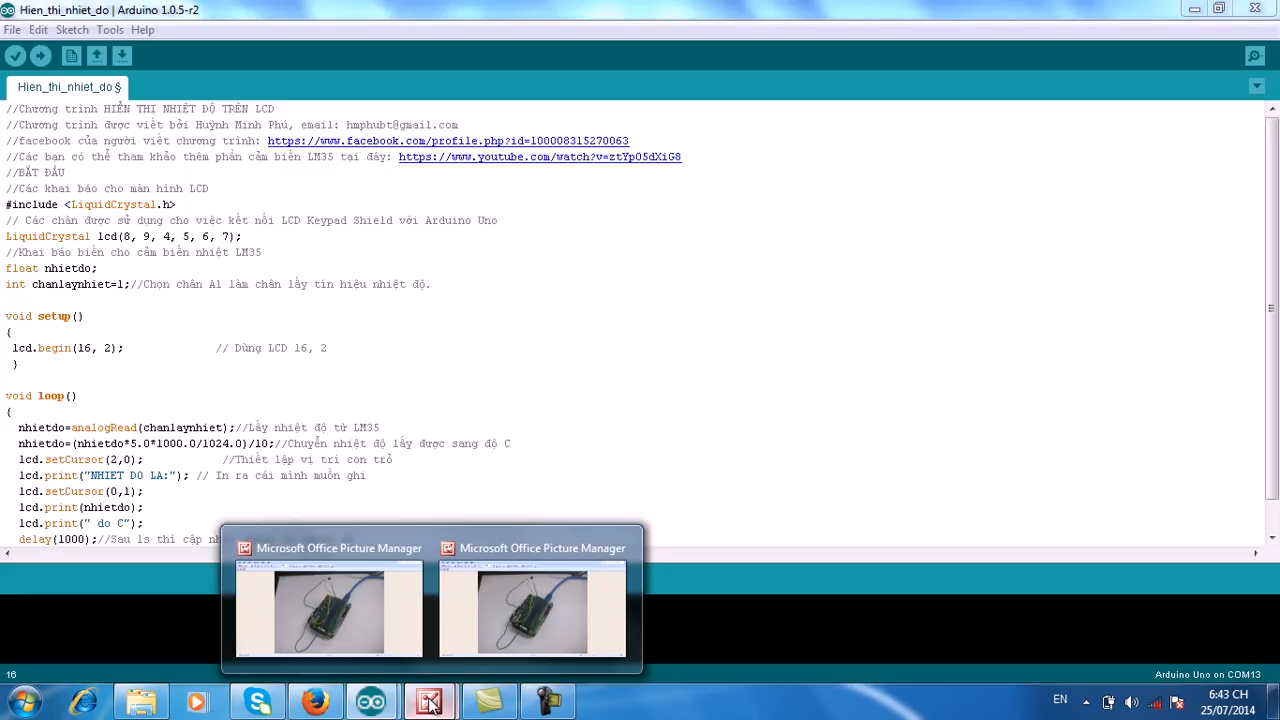 Hien_thi_nhiet_do | Arduino 1.0.5-r2
File Edit Sketch Tools Help
Hien_thi_nhiet_do §
//Chương trình HIỂN THỊ NHIỆT ĐỘ TRÊN LCD
//Chương trình được viết bởi Huỳnh Minh Phú, email: hmphubt@gmail.com
//facebook của người viết chương trình: https://www.facebook.com/profile.php?id=100008315270063
//Các bạn có thể tham khảo thêm phần cảm biến LM35 tại đây: https://www.youtube.com/watch?v=ztYp05dXiG8
//BẮT ĐẦU
//Các khai báo cho màn hình LCD
#include <LiquidCrystal.h>
// Các chân được sử dụng cho việc kết nối LCD Keypad Shield với Arduino Uno
LiquidCrystal lcd(8, 9, 4, 5, 6, 7);
//Khai báo biến cho cảm biến nhiệt LM35
float nhietdo;
int chanlaynhiet=1;//Chọn chân A1 làm chân lấy tín hiệu nhiệt độ.
void setup()
{
lcd.begin(16, 2); // Dùng LCD 16, 2
}
void loop()
{
nhietdo=analogRead(chanlaynhiet);//Lấy nhiệt độ từ LM35
nhietdo=(nhietdo*5.0*1000.0/1024.0)/10;//Chuyển nhiệt độ lấy được sang độ C
lcd.setCursor(2,0); //Thiết lập vị trí con trỏ
lcd.print("NHIET DO LA:"); // In ra cái mình muốn ghi
lcd.setCursor(0,1);
lcd.print(nhietdo);
lcd.print(" do C");
delay(1000);//Sau 1s thì cập
Microsoft Office Picture Manager Microsoft Office Picture Manager
16
Arduino Uno on COM13
EN
6:43 CH
25/07/2014